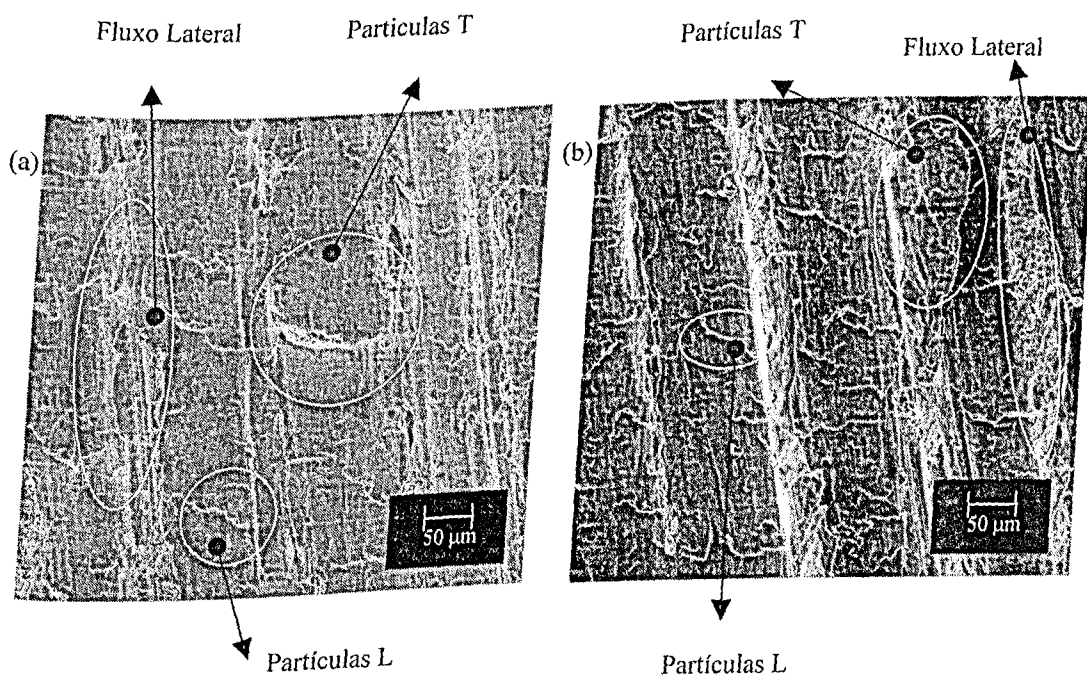 Fluxo Lateral
Particulas T
Partículas T
Fluxo Lateral
(a)
(b)
50 µm
50 µm
Partículas L
Partículas L